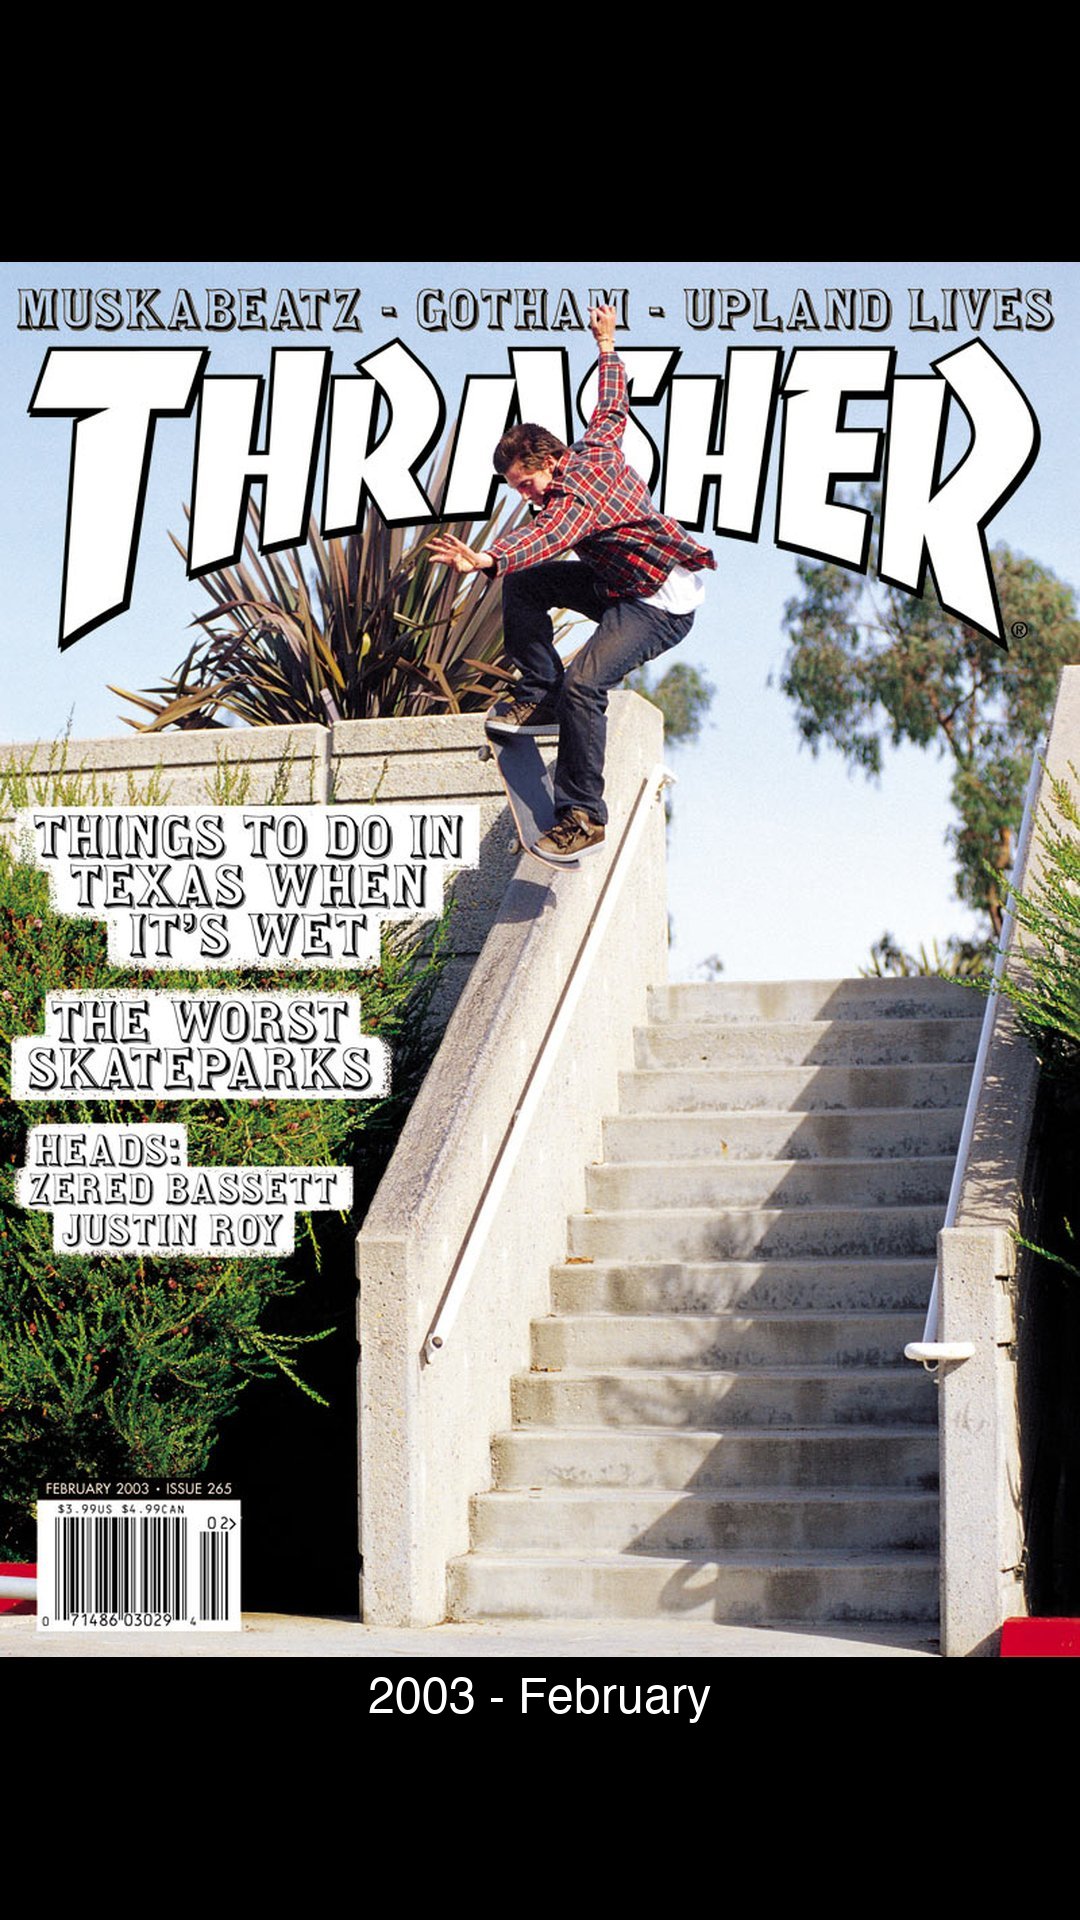 MUSKABEATZ - GOTHAM - UPLAND LIVES
THRASHER
®
THINGS TO DO IN
TEXAS WHEN
IT'S WET
THE WORST
SKATEPARKS
HEADS:
ZERED BASSETT
JUSTIN ROY
FEBRUARY 2003 • ISSUE 265
$3.99US $4.99CAN
02>
0 71486 03029 4
2003 - February